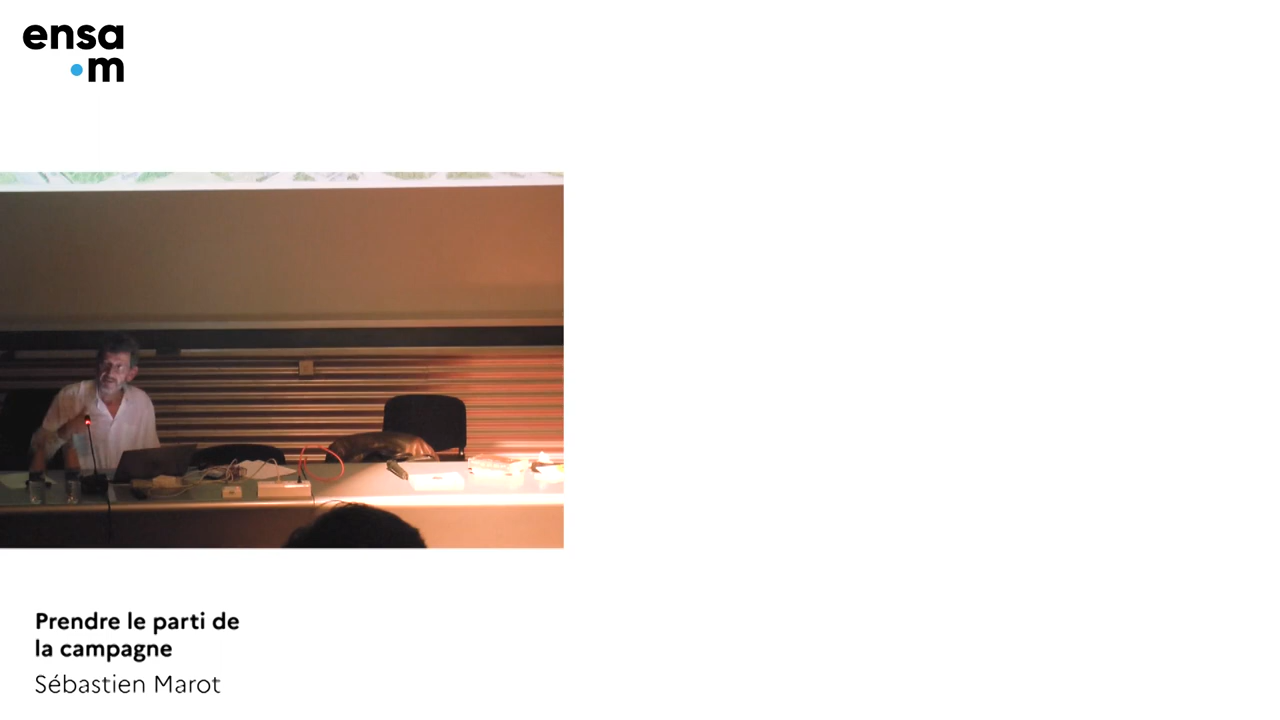 ensa
•m
Prendre le parti de
la campagne
Sébastien Marot